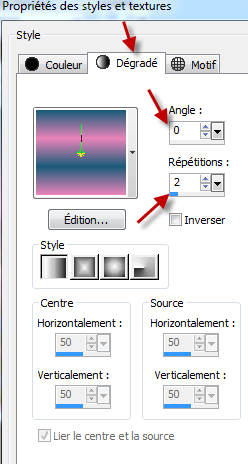 Propriétés des styles et textures
Style
Couleur
Dégradé
Motif
Angle :
0
Répétitions :
2
Édition...
Inverser
Style
Centre
Source
Horizontalement :
Horizontalement :
50
50
Verticalement :
Verticalement :
50
50
Lier le centre et la source